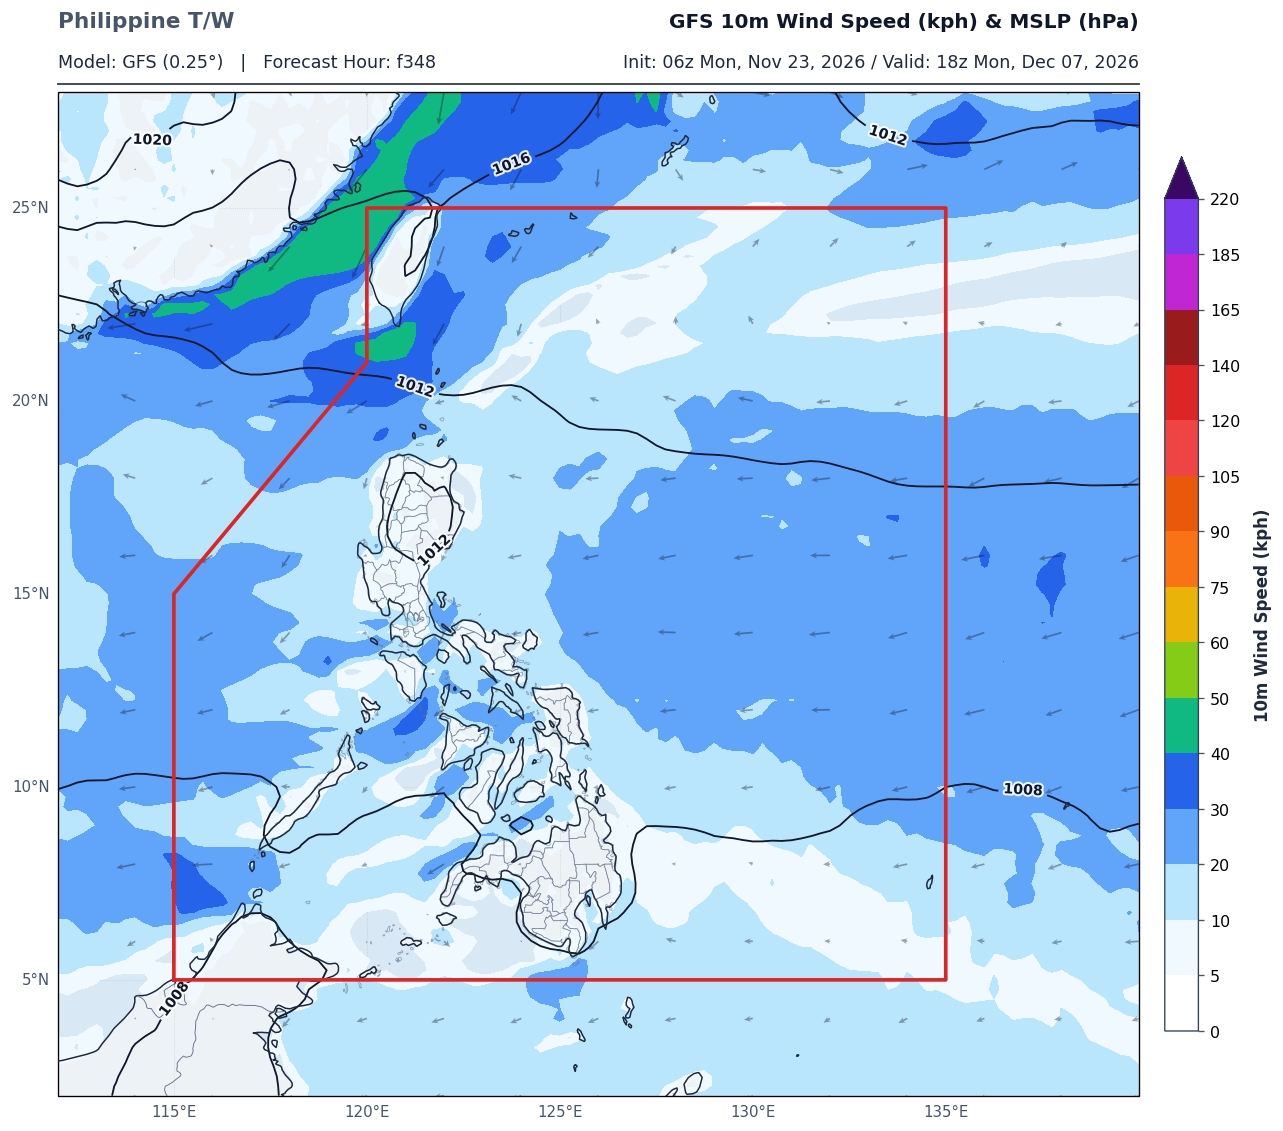 Philippine T/W
GFS 10m Wind Speed (kph) & MSLP (hPa)
Model: GFS (0.25°) | Forecast Hour: f348
Init: 06z Mon, Nov 23, 2026 / Valid: 18z Mon, Dec 07, 2026
1020
1016
1012
1012
1012
1008
1008
25°N
20°N
15°N
10°N
5°N
115°E
120°E
125°E
130°E
135°E
220
185
165
140
120
105
90
75
60
50
40
30
20
10
5
0
10m Wind Speed (kph)